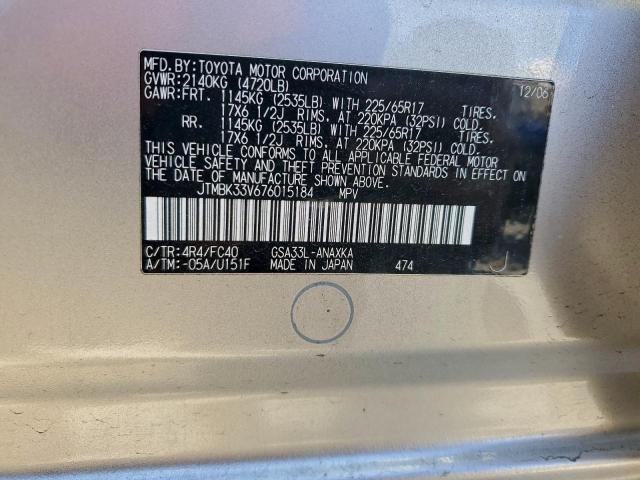 MFD.BY:TOYOTA MOTOR CORPORATION 12/06
GVWR:2140KG (4720LB)
GAWR:FRT. 1145KG (2535LB) WITH 225/65R17 TIRES,
17X6 1/2J RIMS, AT 220KPA (32PSI) COLD.
RR. 1145KG (2535LB) WITH 225/65R17 TIRES,
17X6 1/2J RIMS, AT 220KPA (32PSI) COLD.
THIS VEHICLE CONFORMS TO ALL APPLICABLE FEDERAL MOTOR
VEHICLE SAFETY AND THEFT PREVENTION STANDARDS IN EFFECT ON
THE DATE OF MANUFACTURE SHOWN ABOVE.
JTMBK33V676015184 MPV
C/TR:4R4/FC40 GSA33L-ANAXKA
A/TM:-05A/U151F MADE IN JAPAN 474 J